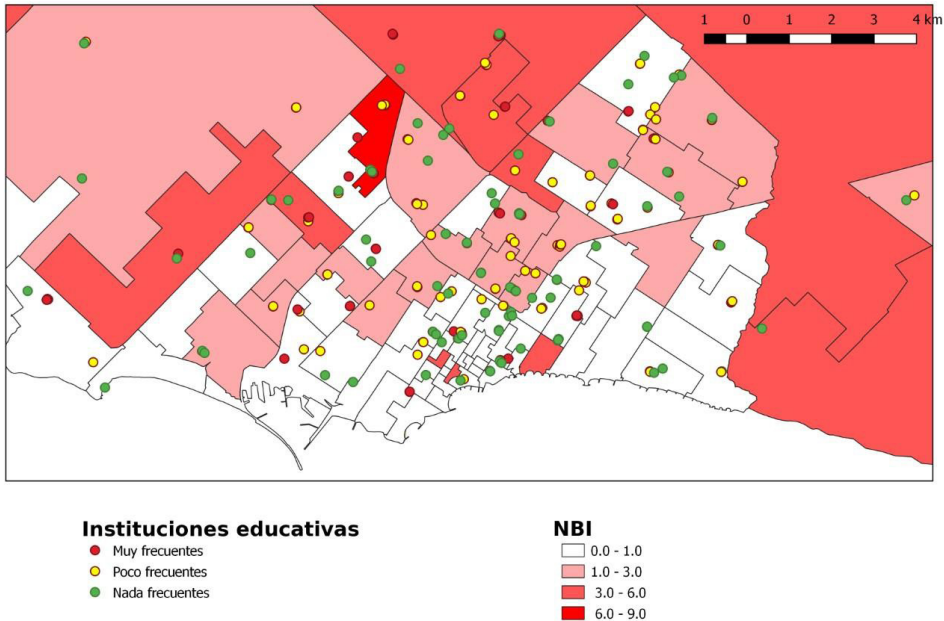 1 0 1 2 3 4 km
Instituciones educativas
Muy frecuentes
Poco frecuentes
Nada frecuentes
NBI
0.0 - 1.0
1.0 - 3.0
3.0 - 6.0
6.0 - 9.0